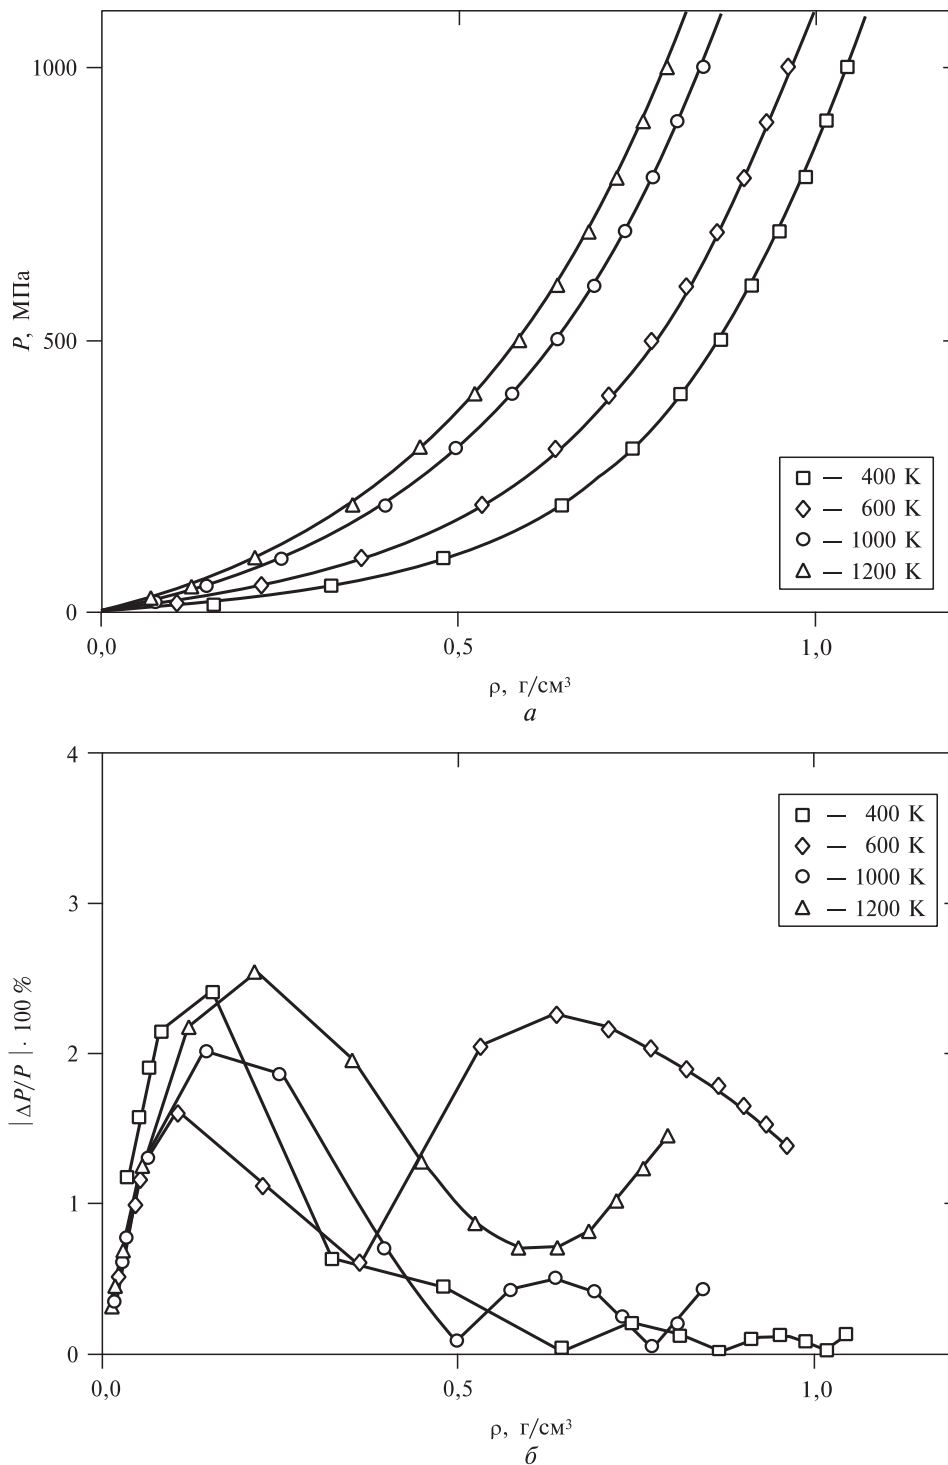 1000
500
0
P, МПа
□ — 400 K
◇ — 600 K
○ — 1000 K
△ — 1200 K
0,0
0,5
1,0
ρ, г/см³
а
4
3
2
1
0
|ΔP/P| · 100 %
□ — 400 K
◇ — 600 K
○ — 1000 K
△ — 1200 K
0,0
0,5
1,0
ρ, г/см³
б